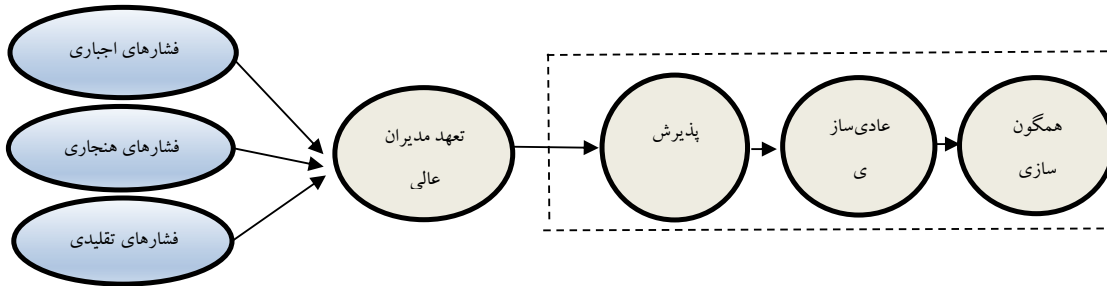 فشارهای اجباری
فشارهای هنجاری
فشارهای تقلیدی
تعهد مدیران
عالی
پذیرش
عادی‌ساز
ی
همگون
سازی